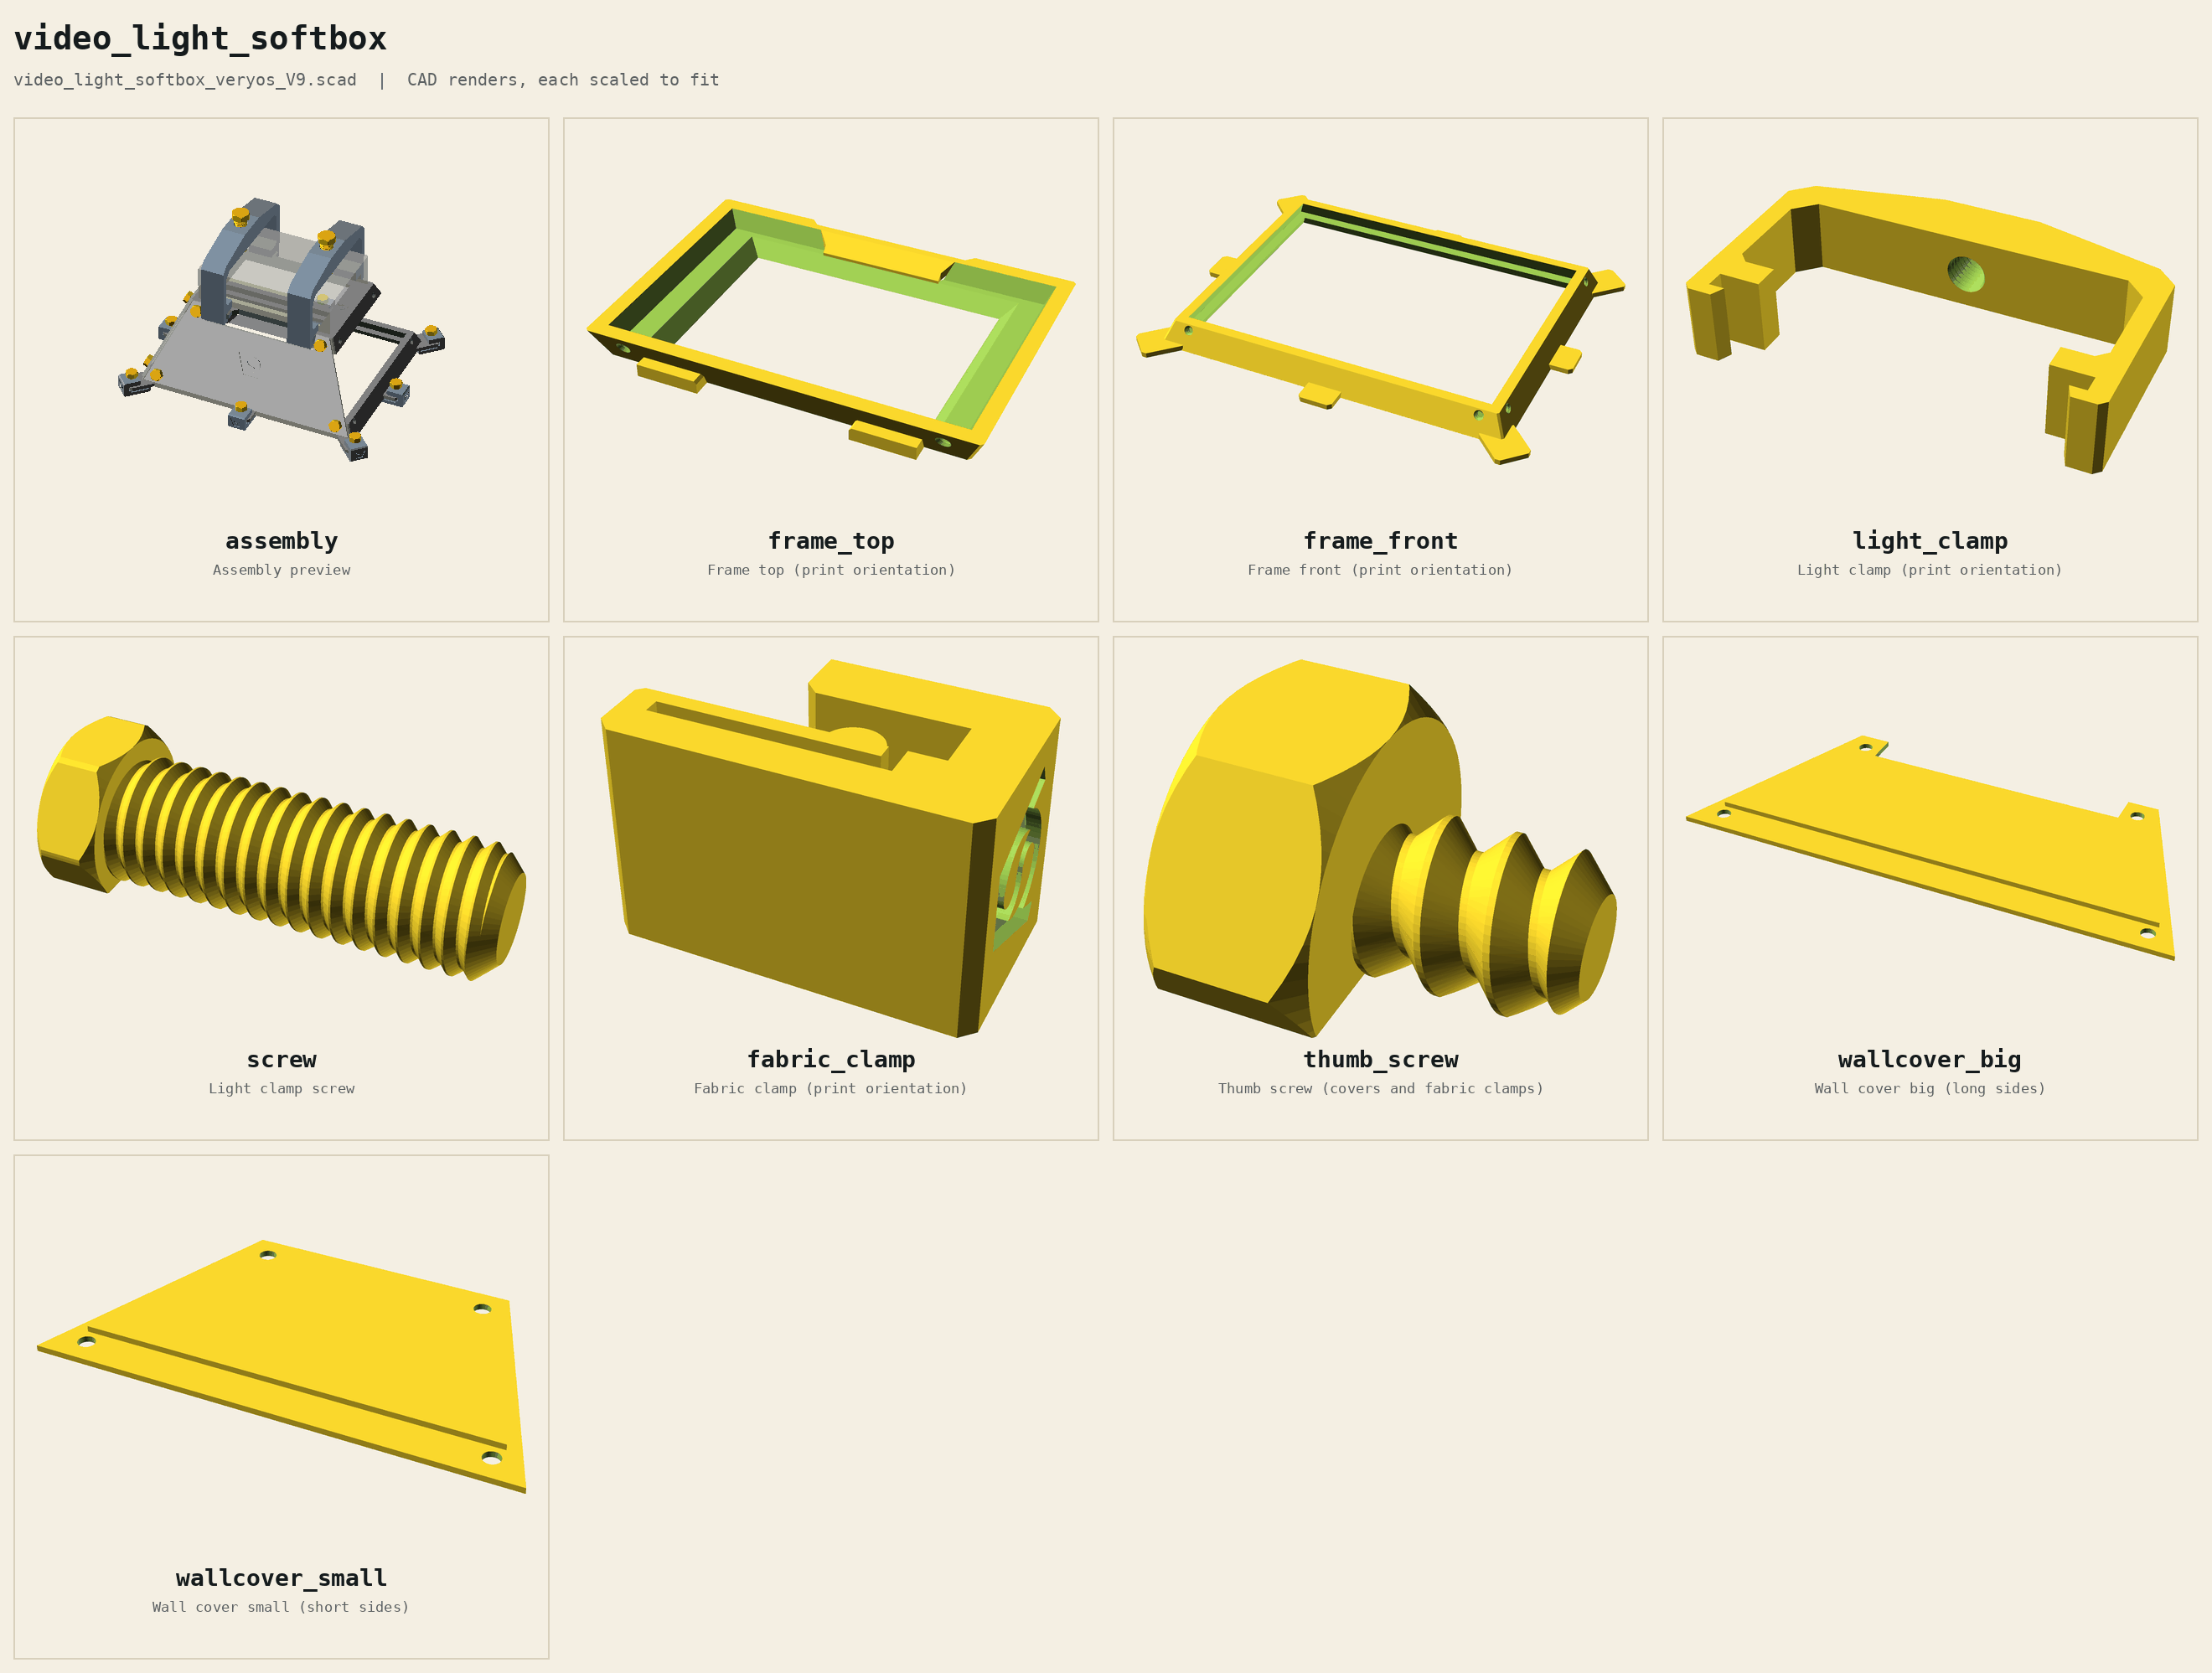 video_light_softbox
video_light_softbox_veryos_V9.scad  |  CAD renders, each scaled to fit
assembly
Assembly preview
frame_top
Frame top (print orientation)
frame_front
Frame front (print orientation)
light_clamp
Light clamp (print orientation)
screw
Light clamp screw
fabric_clamp
Fabric clamp (print orientation)
thumb_screw
Thumb screw (covers and fabric clamps)
wallcover_big
Wall cover big (long sides)
wallcover_small
Wall cover small (short sides)